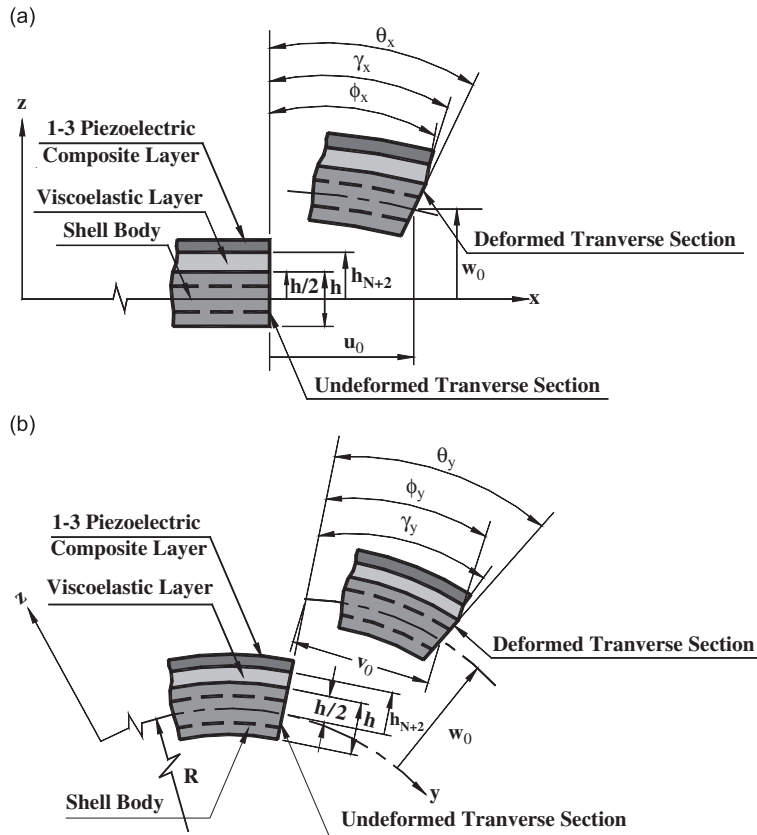 (a)
θx
γx
ϕx
z
1-3 Piezoelectric
Composite Layer
Viscoelastic Layer
Shell Body
Deformed Tranverse Section
w0
hN+2
h/2
h
x
u0
Undeformed Tranverse Section
(b)
θy
ϕy
γy
1-3 Piezoelectric
Composite Layer
Viscoelastic Layer
z
Deformed Tranverse Section
v0
h/2
h
hN+2
w0
R
y
Shell Body
Undeformed Tranverse Section